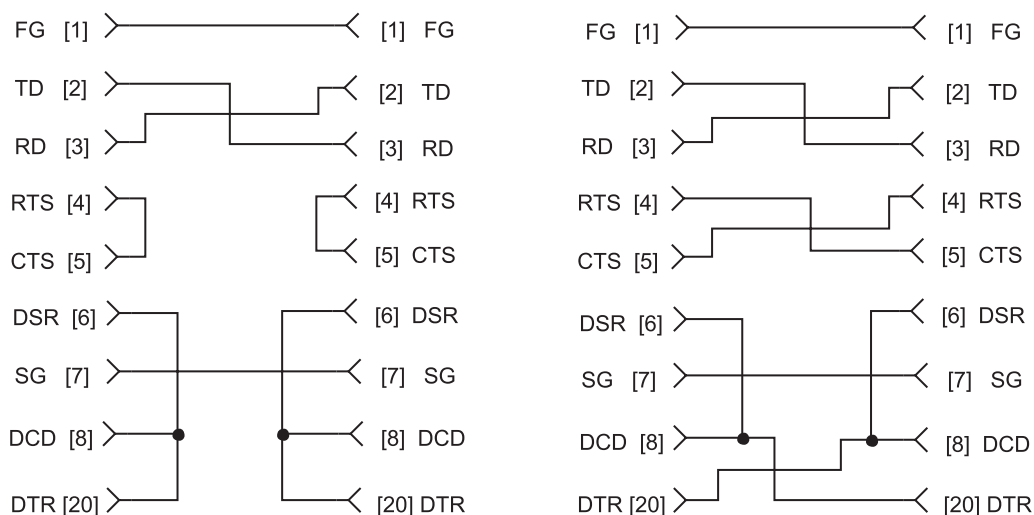 FG [1] [1] FG
TD [2] [2] TD
RD [3] [3] RD
RTS [4] [4] RTS
CTS [5] [5] CTS
DSR [6] [6] DSR
SG [7] [7] SG
DCD [8] [8] DCD
DTR [20] [20] DTR
FG [1] [1] FG
TD [2] [2] TD
RD [3] [3] RD
RTS [4] [4] RTS
CTS [5] [5] CTS
DSR [6] [6] DSR
SG [7] [7] SG
DCD [8] [8] DCD
DTR [20] [20] DTR